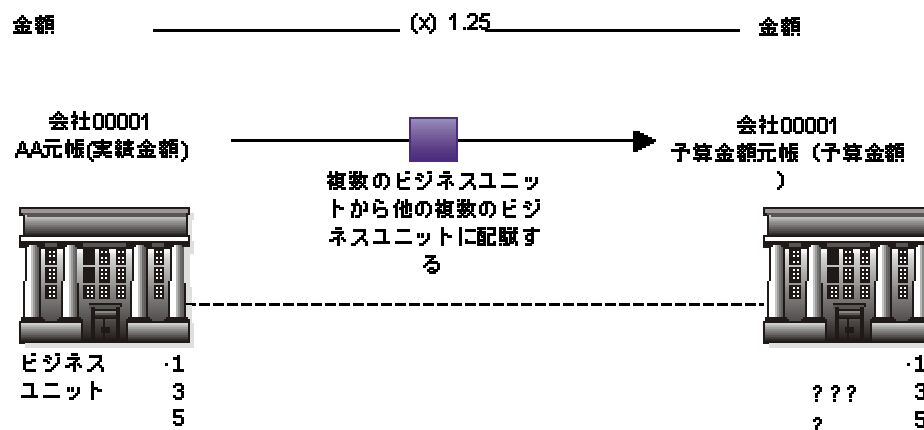 金額 (x) 1.25 金額
会社00001
AA元帳(実績金額)
会社00001
予算金額元帳（予算金額
）
複数のビジネスユニッ
トから他の複数のビジ
ネスユニットに配賦す
る
ビジネス ·1
ユニット 3
5
·1
??? 3
? 5